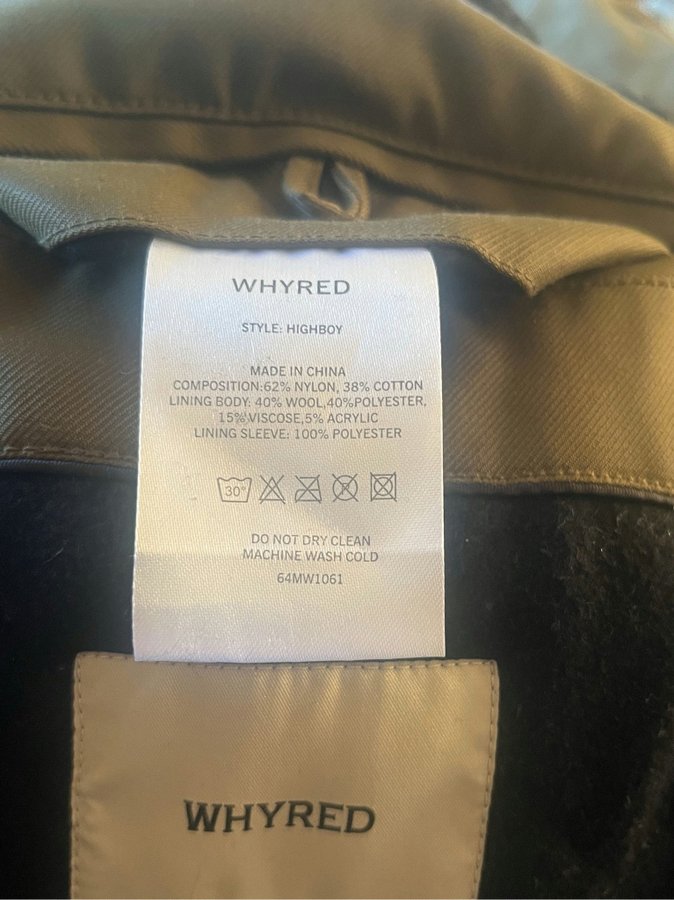 WHYRED
STYLE: HIGHBOY
MADE IN CHINA
COMPOSITION:62% NYLON, 38% COTTON
LINING BODY: 40% WOOL,40%POLYESTER,
15%VISCOSE,5% ACRYLIC
LINING SLEEVE: 100% POLYESTER
30°
DO NOT DRY CLEAN
MACHINE WASH COLD
64MW1061
WHYRED